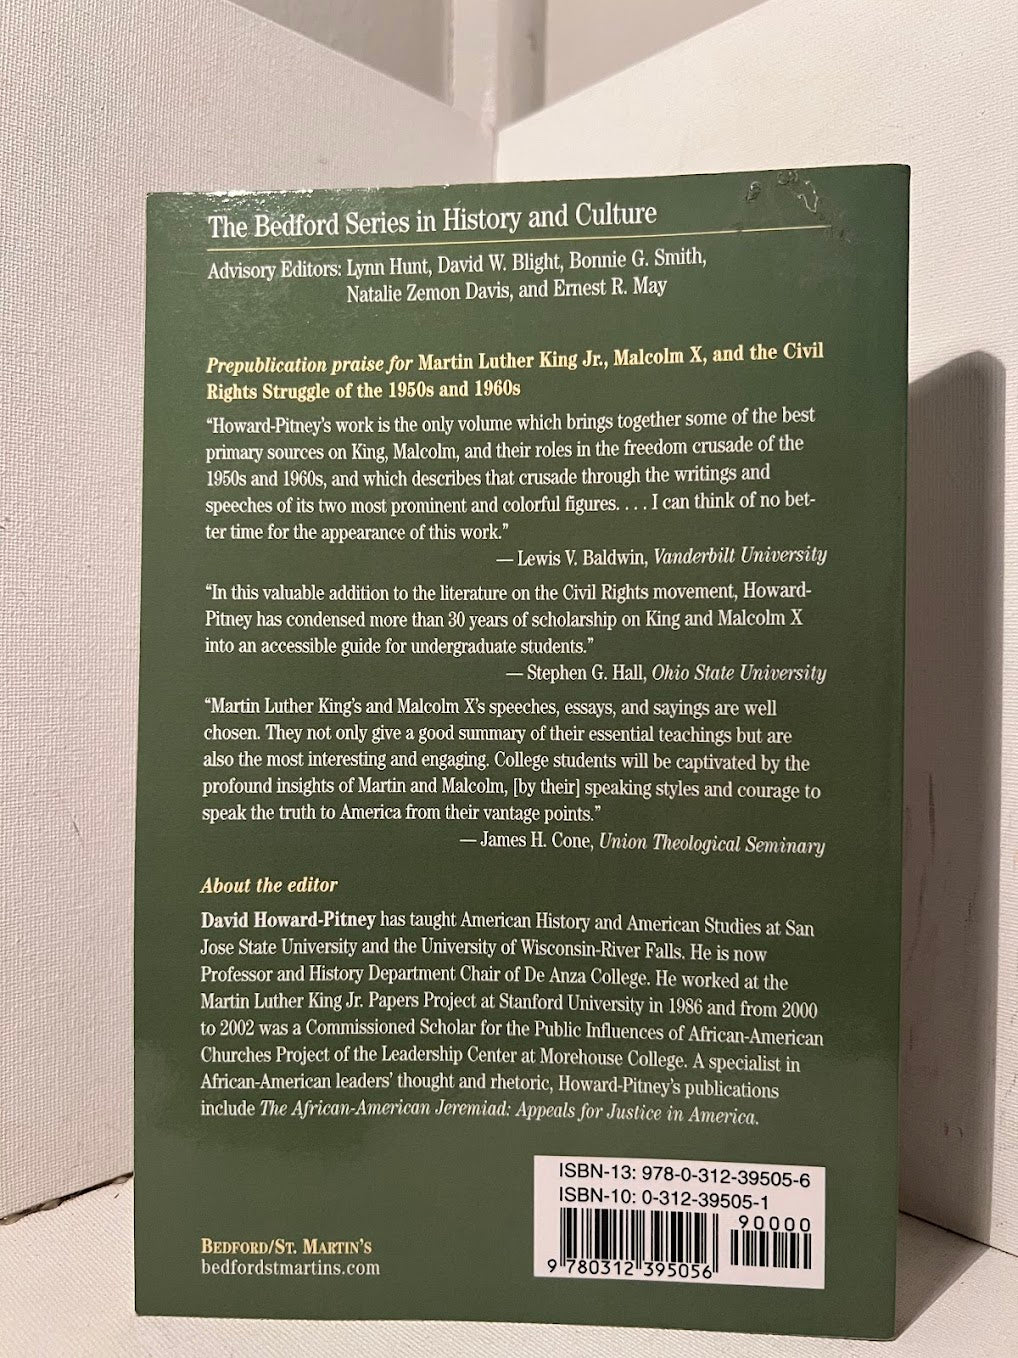 The Bedford Series in History and Culture
Advisory Editors: Lynn Hunt, David W. Blight, Bonnie G. Smith,
Natalie Zemon Davis, and Ernest R. May
Prepublication praise for Martin Luther King Jr., Malcolm X, and the Civil
Rights Struggle of the 1950s and 1960s
“Howard-Pitney’s work is the only volume which brings together some of the best
primary sources on King, Malcolm, and their roles in the freedom crusade of the
1950s and 1960s, and which describes that crusade through the writings and
speeches of its two most prominent and colorful figures. . . . I can think of no bet-
ter time for the appearance of this work.”
— Lewis V. Baldwin, Vanderbilt University
“In this valuable addition to the literature on the Civil Rights movement, Howard-
Pitney has condensed more than 30 years of scholarship on King and Malcolm X
into an accessible guide for undergraduate students.”
— Stephen G. Hall, Ohio State University
“Martin Luther King’s and Malcolm X’s speeches, essays, and sayings are well
chosen. They not only give a good summary of their essential teachings but are
also the most interesting and engaging. College students will be captivated by the
profound insights of Martin and Malcolm, [by their] speaking styles and courage to
speak the truth to America from their vantage points.”
— James H. Cone, Union Theological Seminary
About the editor
David Howard-Pitney has taught American History and American Studies at San
Jose State University and the University of Wisconsin-River Falls. He is now
Professor and History Department Chair of De Anza College. He worked at the
Martin Luther King Jr. Papers Project at Stanford University in 1986 and from 2000
to 2002 was a Commissioned Scholar for the Public Influences of African-American
Churches Project of the Leadership Center at Morehouse College. A specialist in
African-American leaders’ thought and rhetoric, Howard-Pitney’s publications
include The African-American Jeremiad: Appeals for Justice in America.
ISBN-13: 978-0-312-39505-6
ISBN-10: 0-312-39505-1
90000
9 780312 395056
BEDFORD/ST. MARTIN’S
bedfordstmartins.com